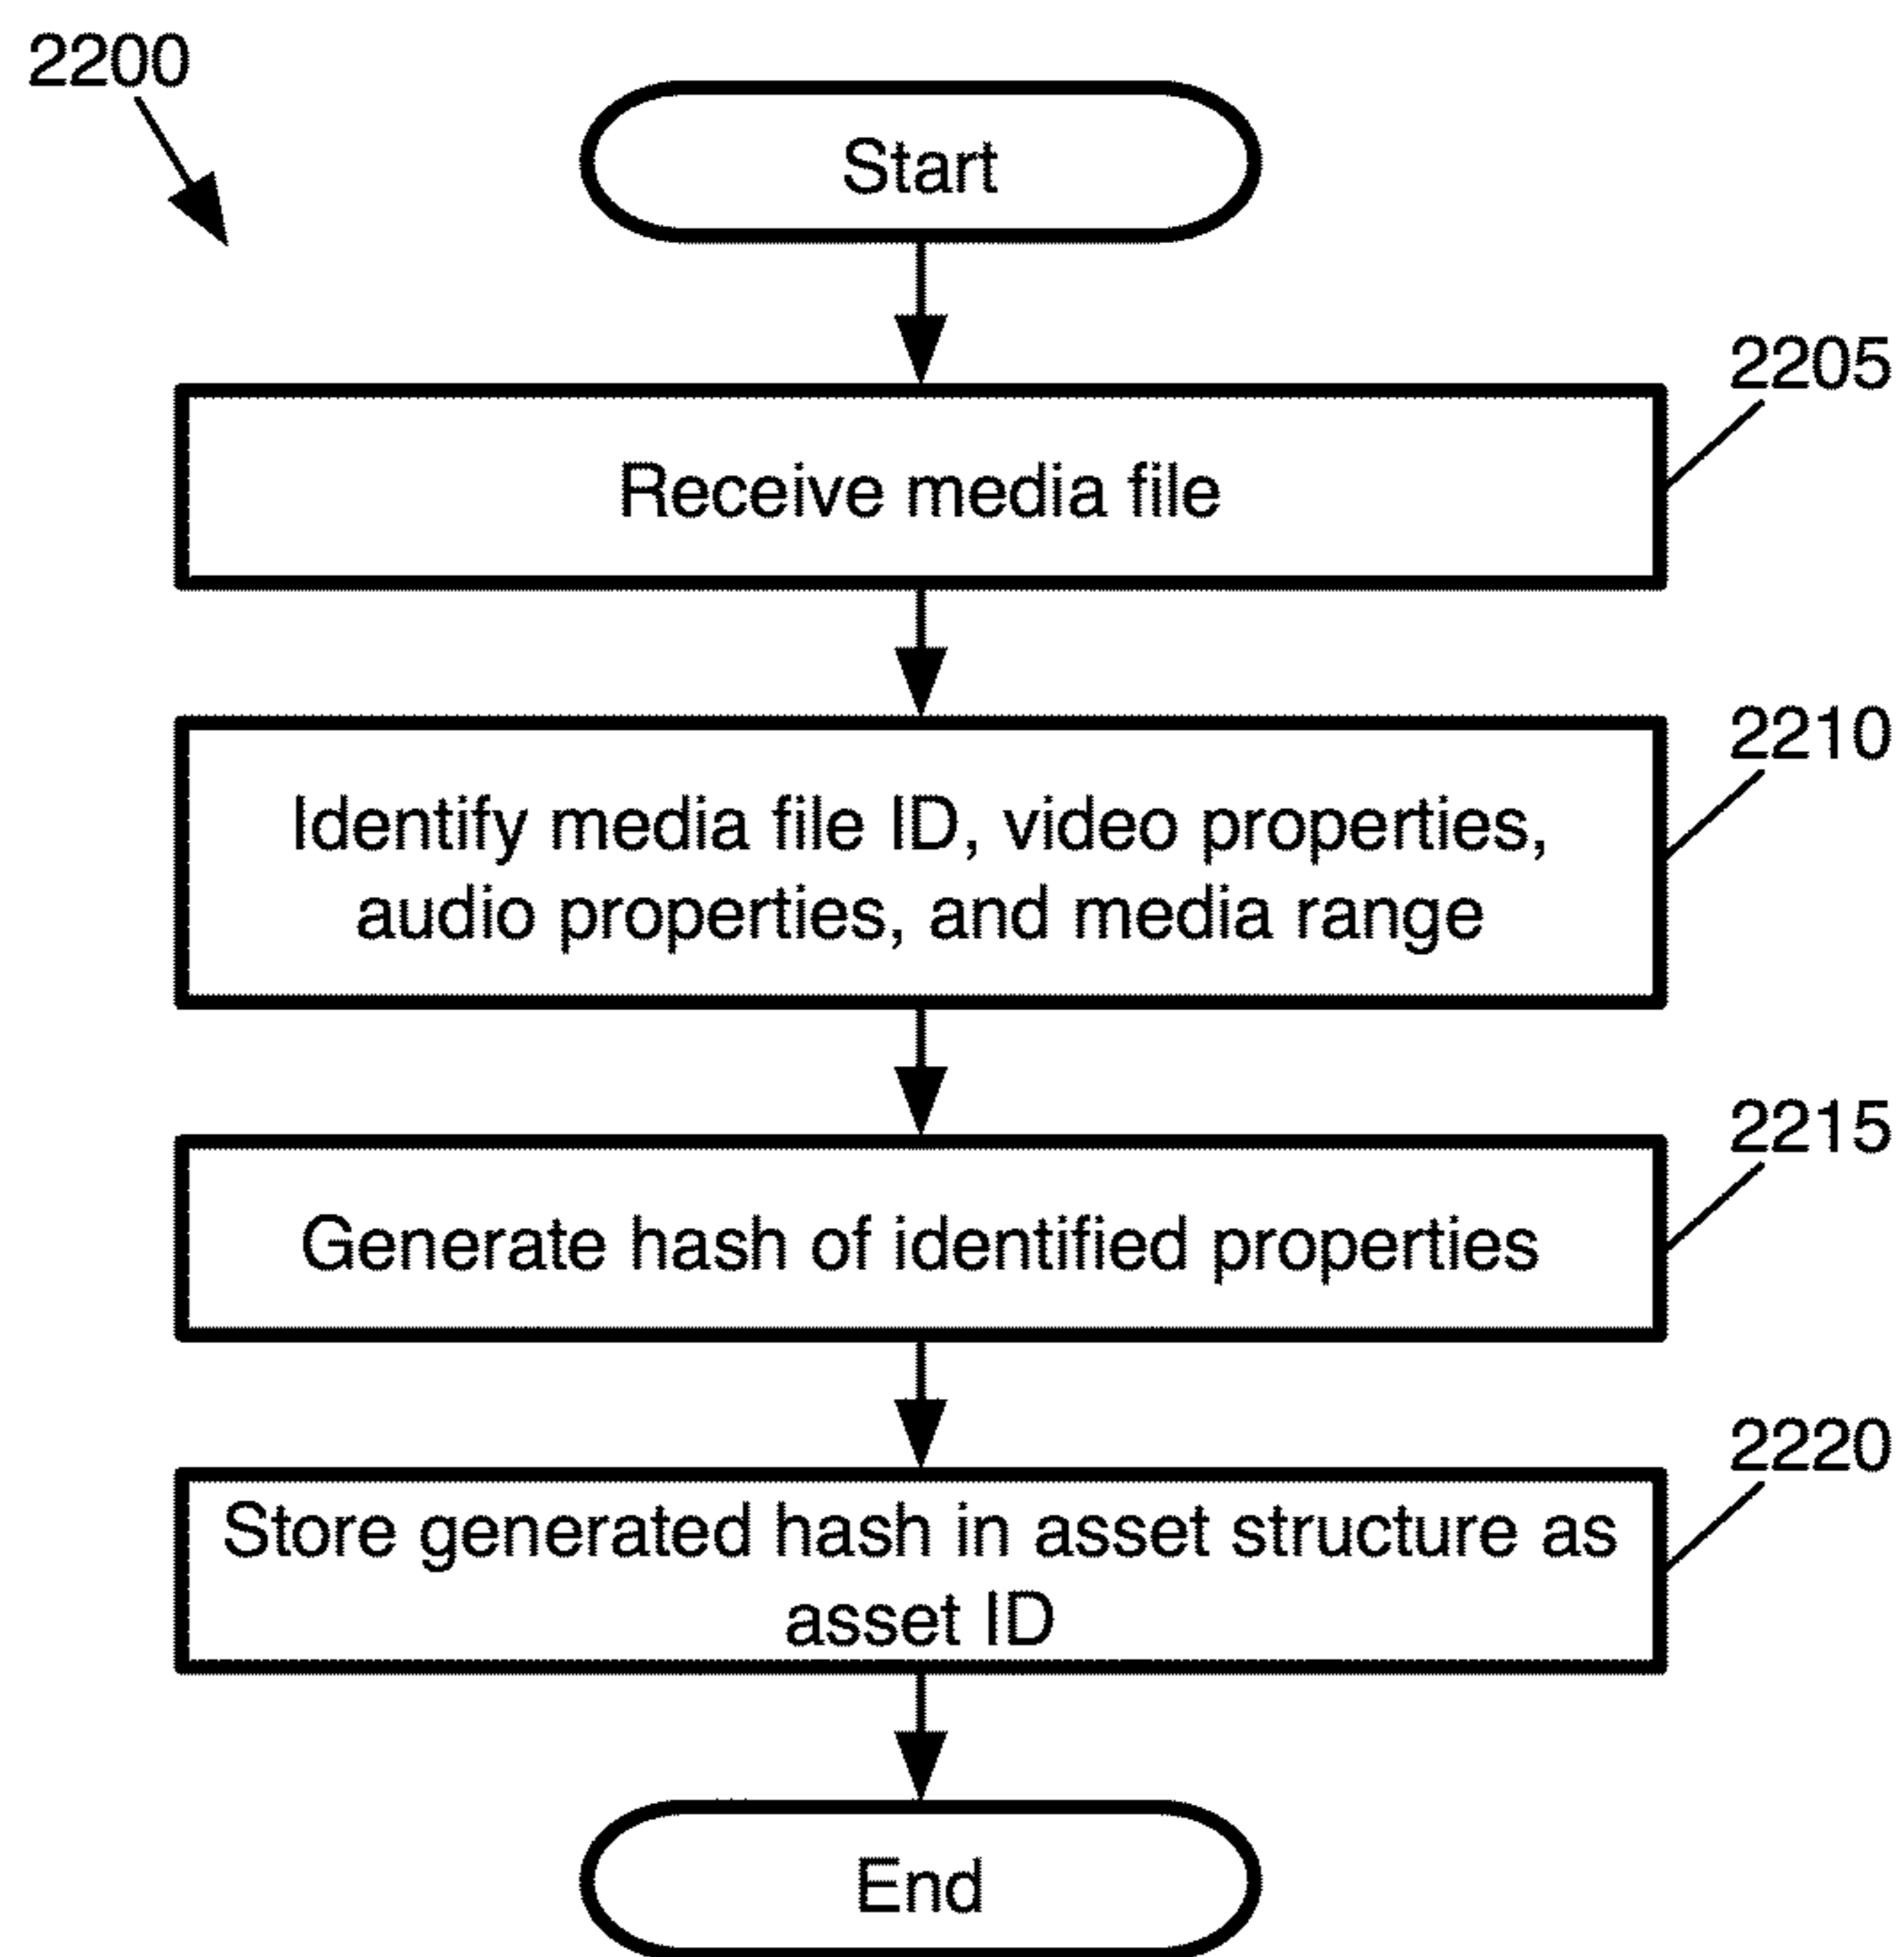 2200
Start
2205
Receive media file
2210
Identify media file ID, video properties,
audio properties, and media range
2215
Generate hash of identified properties
2220
Store generated hash in asset structure as
asset ID
End